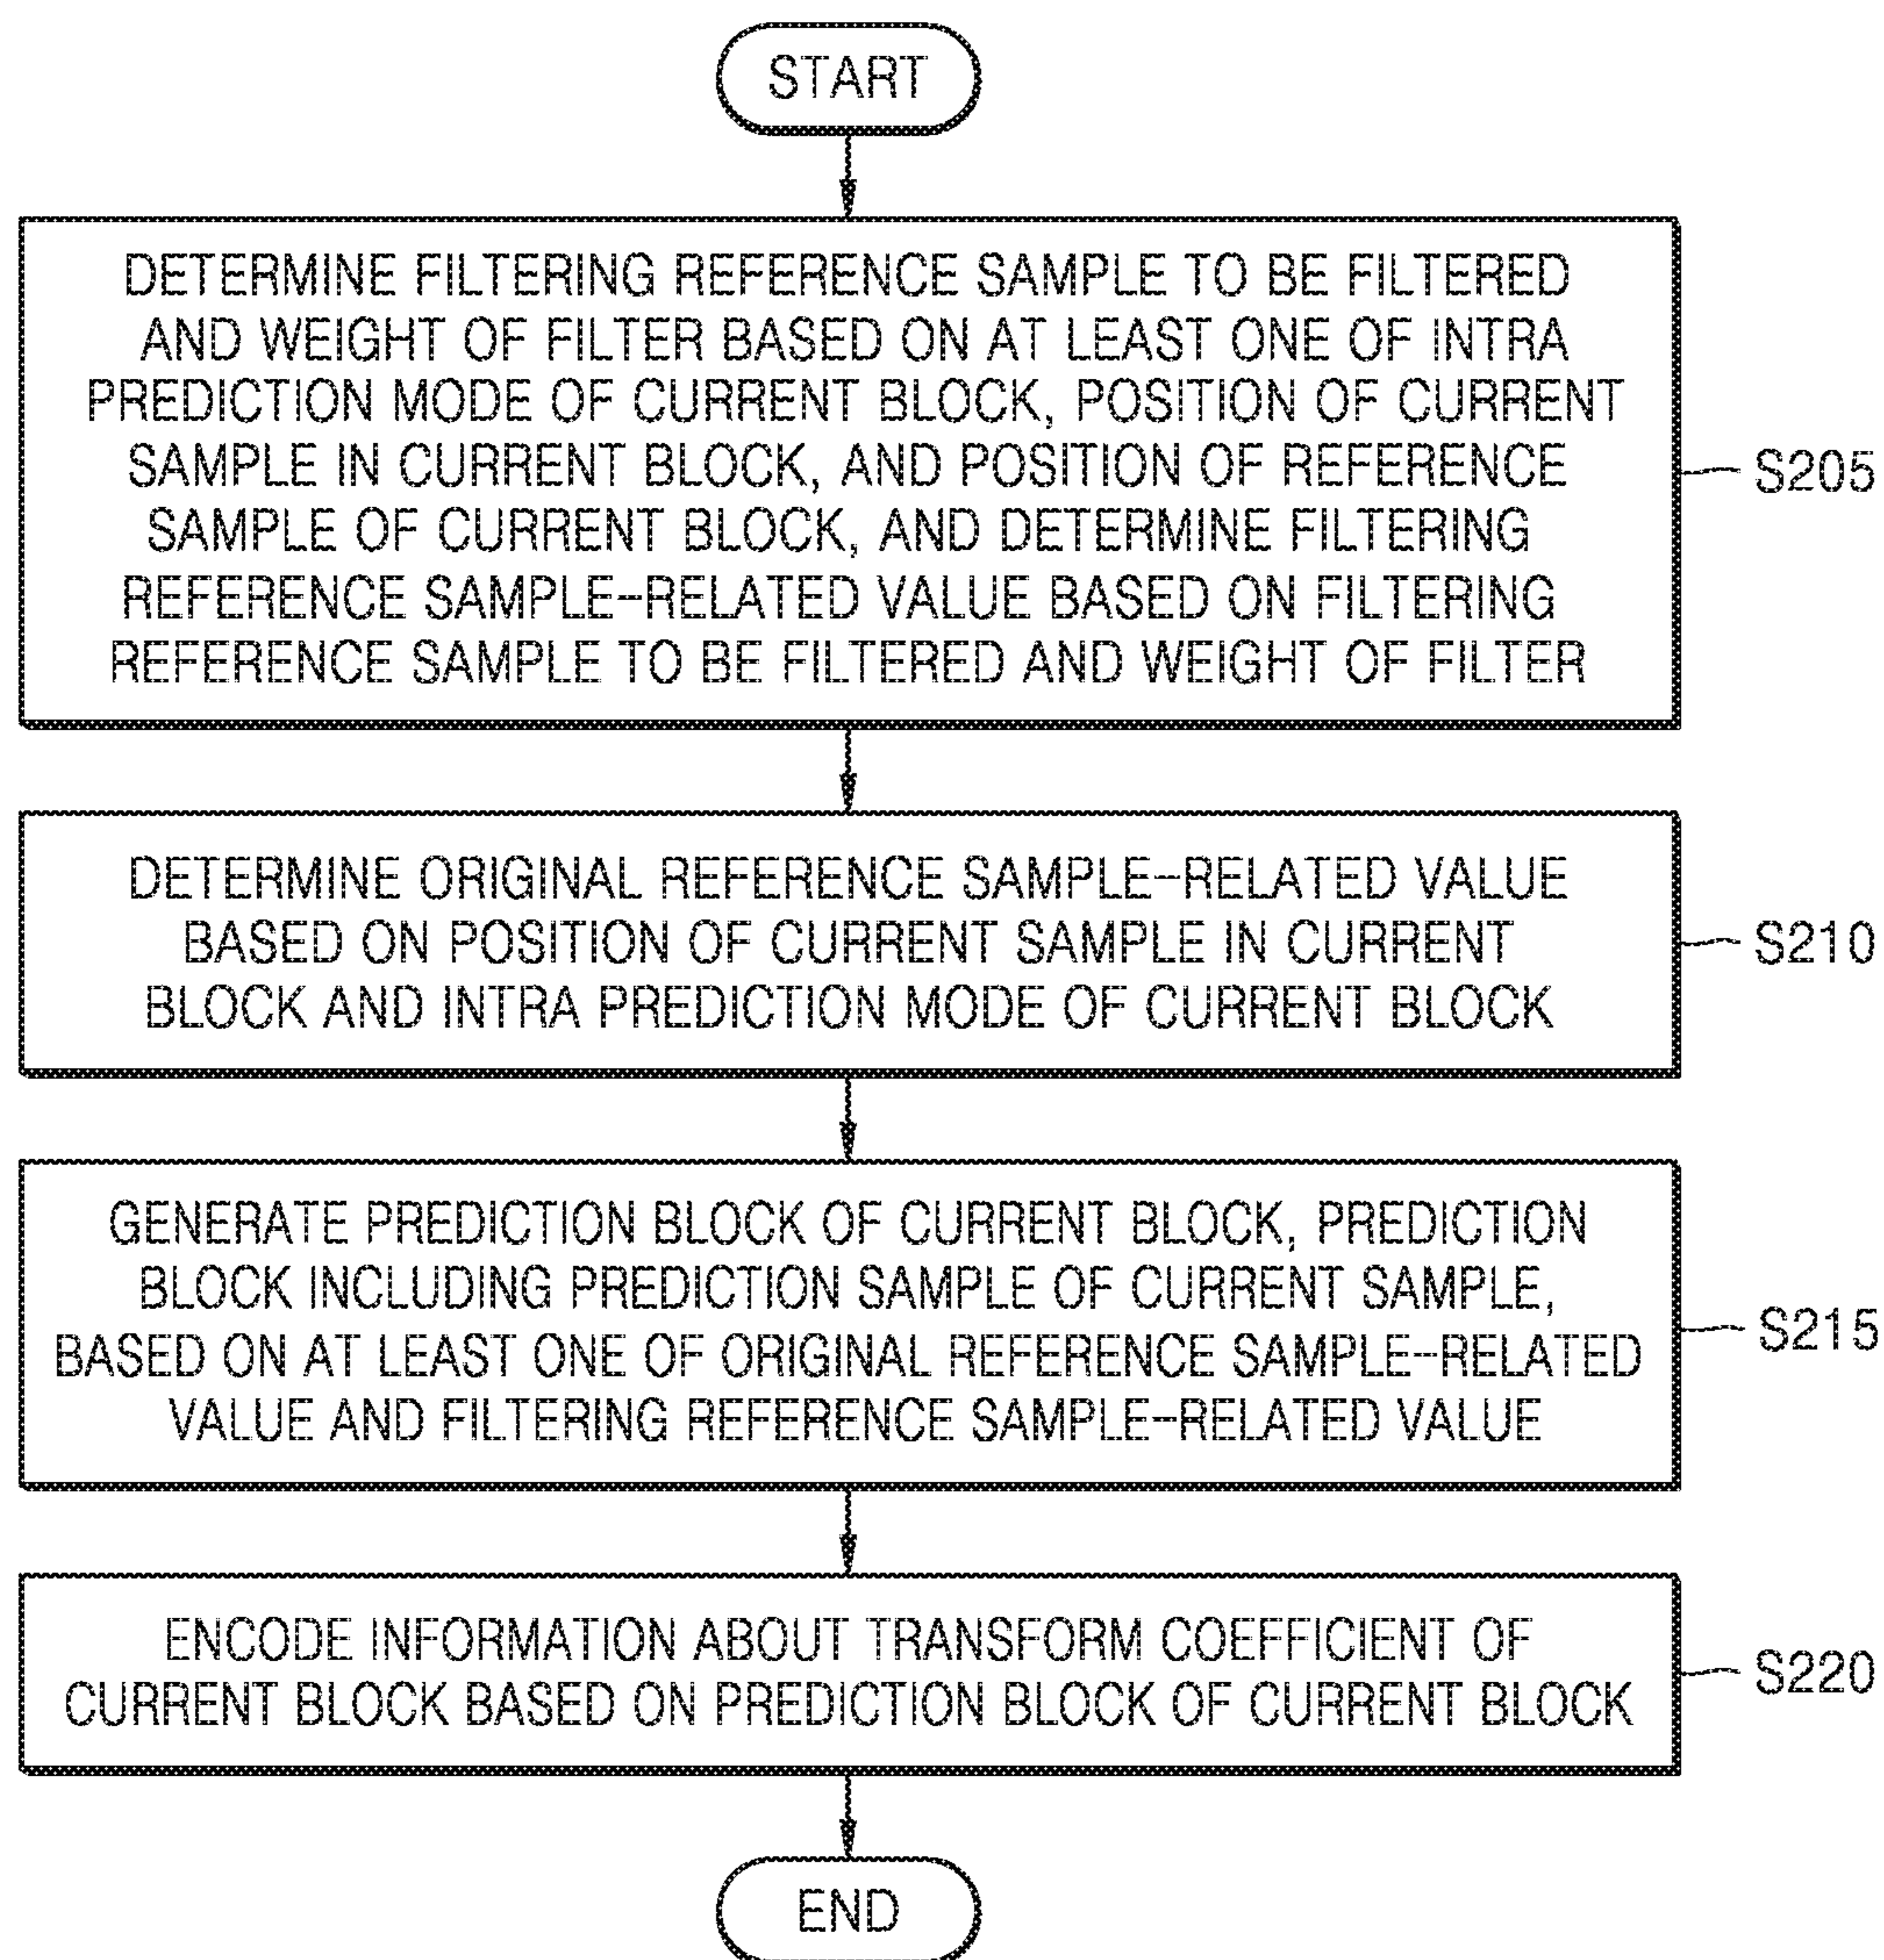 START
DETERMINE FILTERING REFERENCE SAMPLE TO BE FILTERED
AND WEIGHT OF FILTER BASED ON AT LEAST ONE OF INTRA
PREDICTION MODE OF CURRENT BLOCK, POSITION OF CURRENT
SAMPLE IN CURRENT BLOCK, AND POSITION OF REFERENCE
SAMPLE OF CURRENT BLOCK, AND DETERMINE FILTERING
REFERENCE SAMPLE-RELATED VALUE BASED ON FILTERING
REFERENCE SAMPLE TO BE FILTERED AND WEIGHT OF FILTER
S205
DETERMINE ORIGINAL REFERENCE SAMPLE-RELATED VALUE
BASED ON POSITION OF CURRENT SAMPLE IN CURRENT
BLOCK AND INTRA PREDICTION MODE OF CURRENT BLOCK
S210
GENERATE PREDICTION BLOCK OF CURRENT BLOCK, PREDICTION
BLOCK INCLUDING PREDICTION SAMPLE OF CURRENT SAMPLE,
BASED ON AT LEAST ONE OF ORIGINAL REFERENCE SAMPLE-RELATED
VALUE AND FILTERING REFERENCE SAMPLE-RELATED VALUE
S215
ENCODE INFORMATION ABOUT TRANSFORM COEFFICIENT OF
CURRENT BLOCK BASED ON PREDICTION BLOCK OF CURRENT BLOCK
S220
END